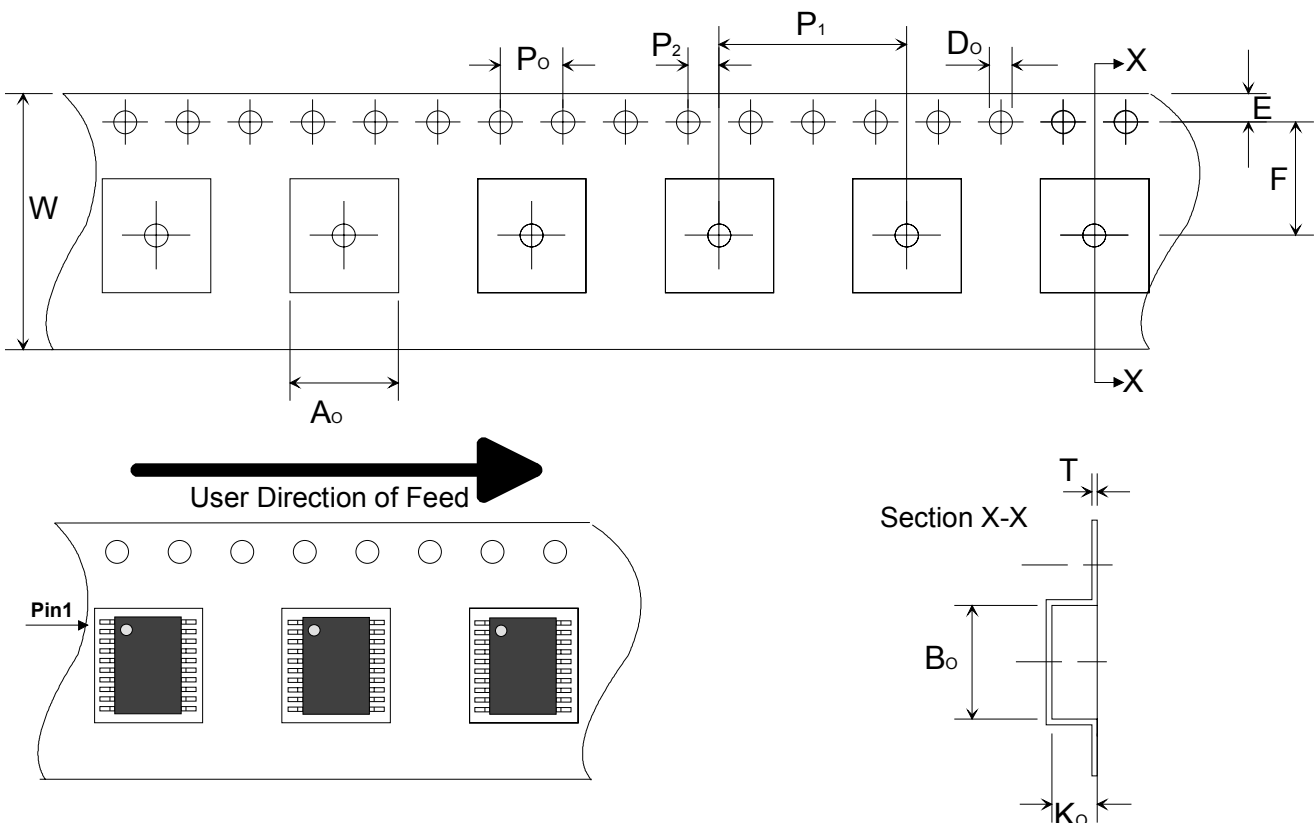 P₁
P₂
Pₒ
Dₒ
X
E
F
W
X
Aₒ
User Direction of Feed
T
Section X-X
Pin1
Bₒ
Kₒ